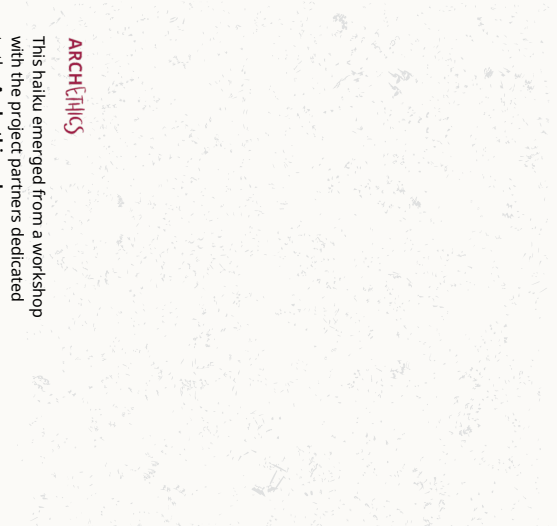 ARCHETHICS
This haiku emerged from a workshop
with the project partners dedicated